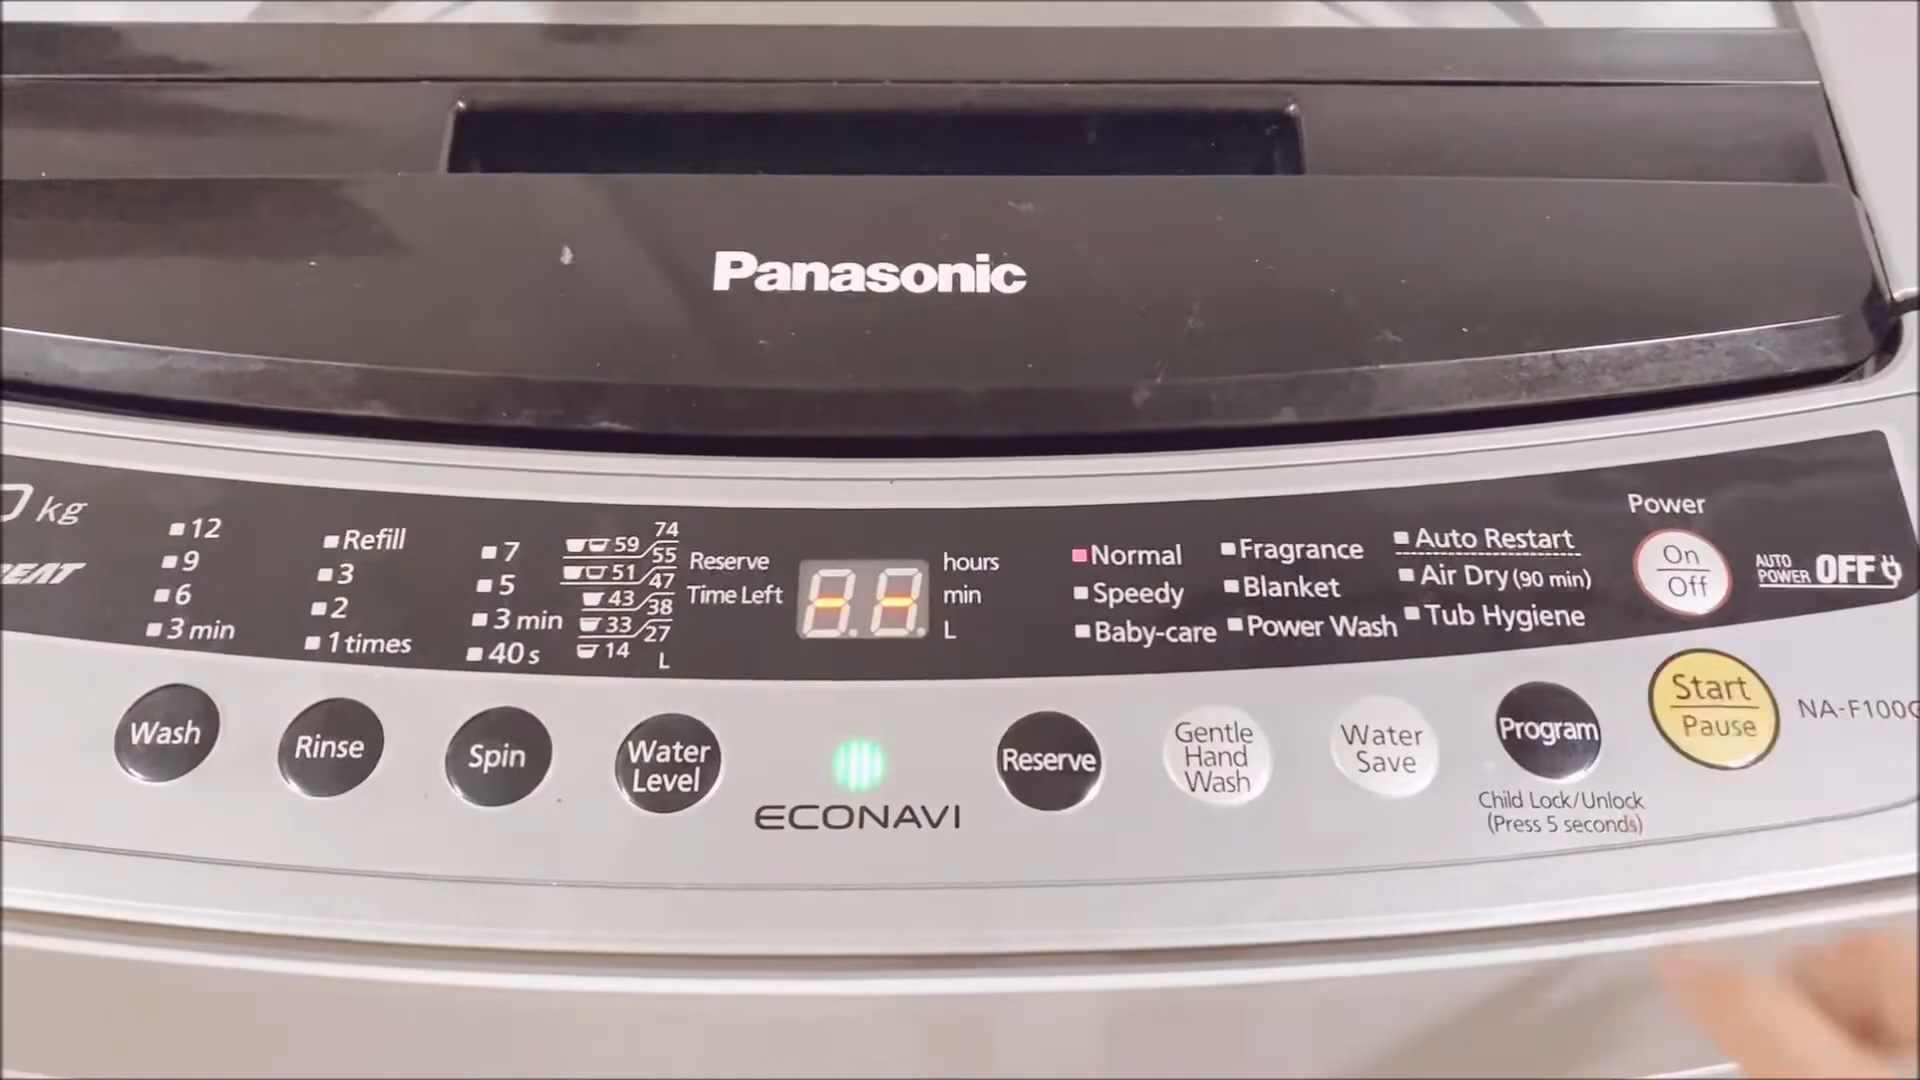 Panasonic
kg
12
9
6
3 min
Refill
3
2
1 times
7
5
3 min
40 s
74
59
55
51
47
43
38
33
27
14
L
Reserve
Time Left
hours
min
L
Normal
Speedy
Baby-care
Fragrance
Blanket
Power Wash
Auto Restart
Air Dry (90 min)
Tub Hygiene
Power
On
Off
AUTO
POWER OFF
Wash
Rinse
Spin
Water
Level
ECONAVI
Reserve
Gentle
Hand
Wash
Water
Save
Program
Child Lock/Unlock
(Press 5 seconds)
Start
Pause
NA-F100